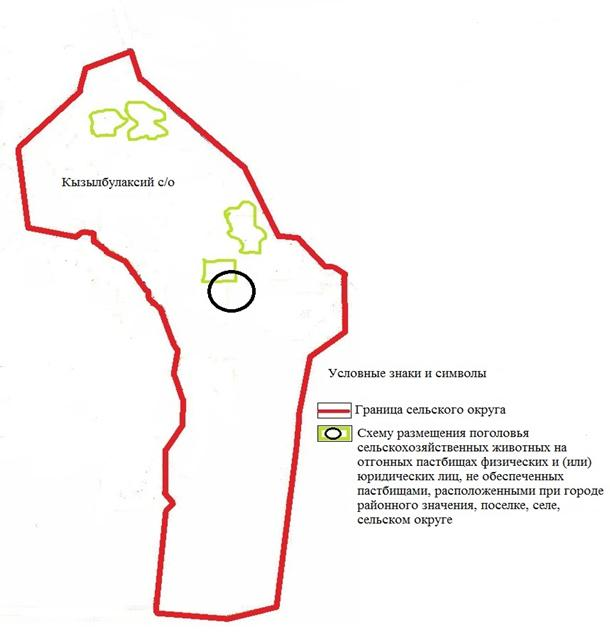 Кызылбулаксий с/о
Условные знаки и символы
Граница сельского округа
Схему размещения поголовья
сельскохозяйственных животных на
отгонных пастбищах физических и (или)
юридических лиц, не обеспеченных
пастбищами, расположенными при городе
районного значения, поселке, селе,
сельском округе